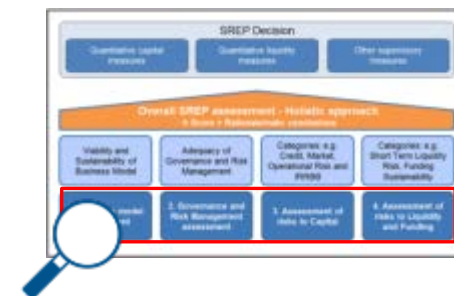 SREP Decision
Quantitative capital
measures
Quantitative liquidity
measures
Other supervisory
measures
Overall SREP assessment - Holistic approach
Viability and
Sustainability of
Business Model
Adequacy of
Governance and Risk
Management
Categories: e.g.
Credit, Market,
Operational Risk and
IRRBB
Categories: e.g.
Short Term Liquidity
Risk, Funding
Sustainability
model
2. Governance and
Risk Management
assessment
3. Assessment of
risks to Capital
4. Assessment of
risks to Liquidity
and Funding